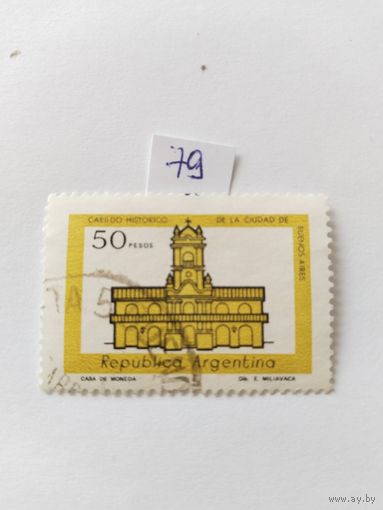 79
CABILDO HISTORICO DE LA CIUDAD DE BUENOS AIRES
50 PESOS
Republica Argentina
CASA DE MONEDA DIB. E. MILIAVACA
www.ay.by